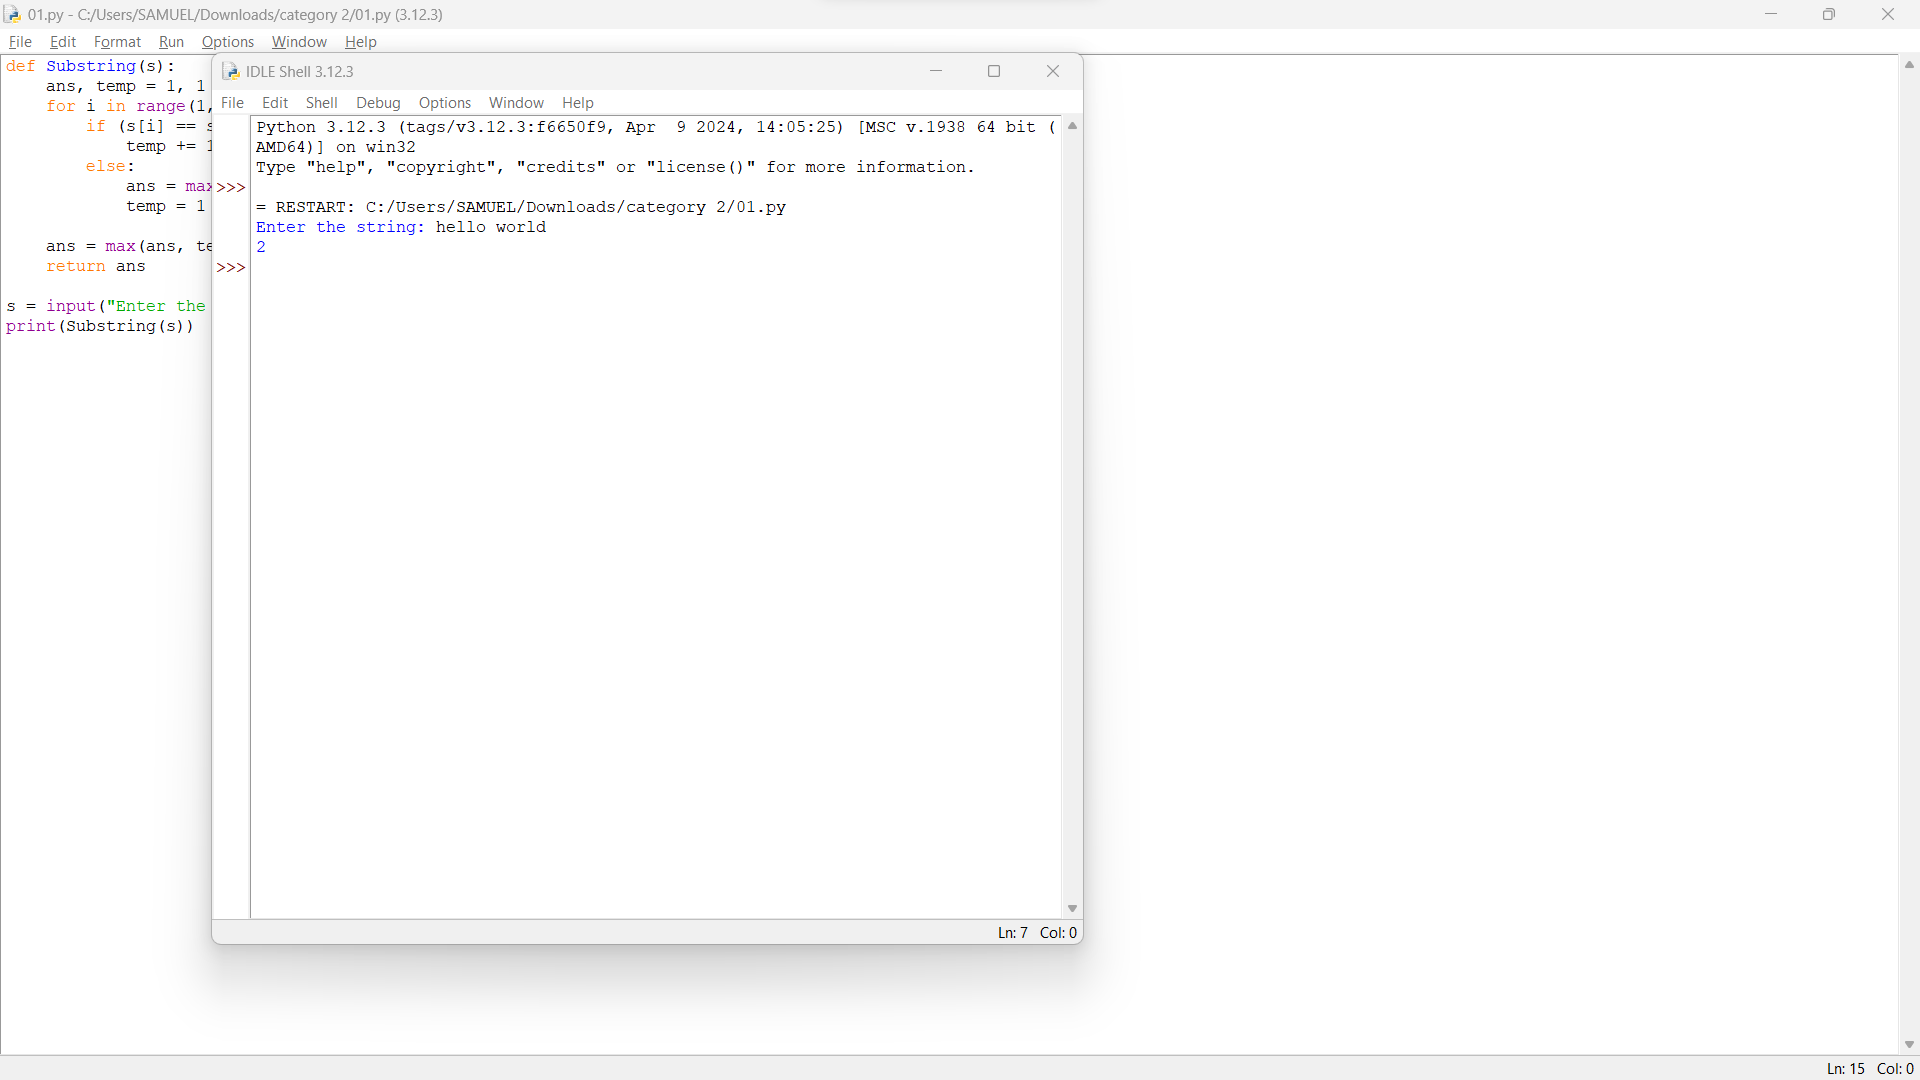 01.py - C:/Users/SAMUEL/Downloads/category 2/01.py (3.12.3)
File Edit Format Run Options Window Help
def Substring(s):
    ans, temp = 1, 1
    for i in range(1,
        if (s[i] ==
            temp += 1
        else:
            ans = max
            temp = 1
    ans = max(ans, te
    return ans
s = input("Enter the
print(Substring(s))
IDLE Shell 3.12.3
File Edit Shell Debug Options Window Help
Python 3.12.3 (tags/v3.12.3:f6650f9, Apr  9 2024, 14:05:25) [MSC v.1938 64 bit (
AMD64)] on win32
Type "help", "copyright", "credits" or "license()" for more information.
>>>
= RESTART: C:/Users/SAMUEL/Downloads/category 2/01.py
Enter the string: hello world
2
>>>
Ln: 7 Col: 0
Ln: 15 Col: 0